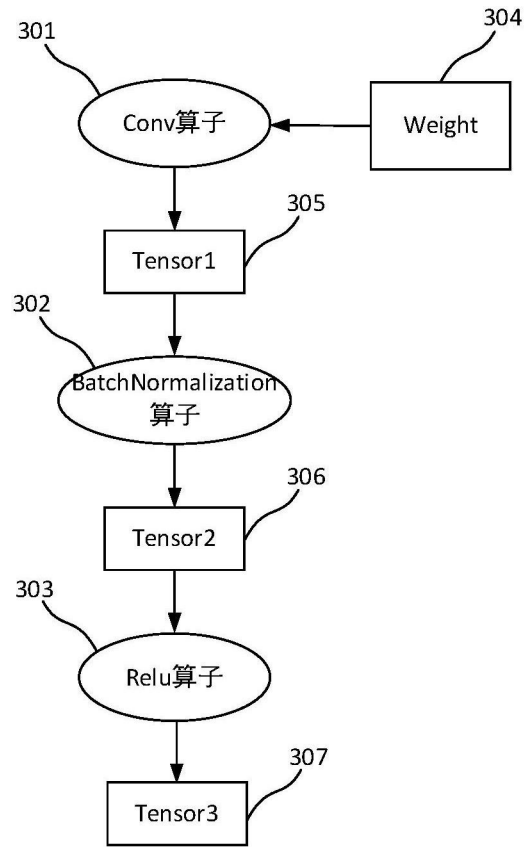 301
304
Conv算子
Weight
305
Tensor1
302
BatchNormalization
算子
306
Tensor2
303
Relu算子
307
Tensor3